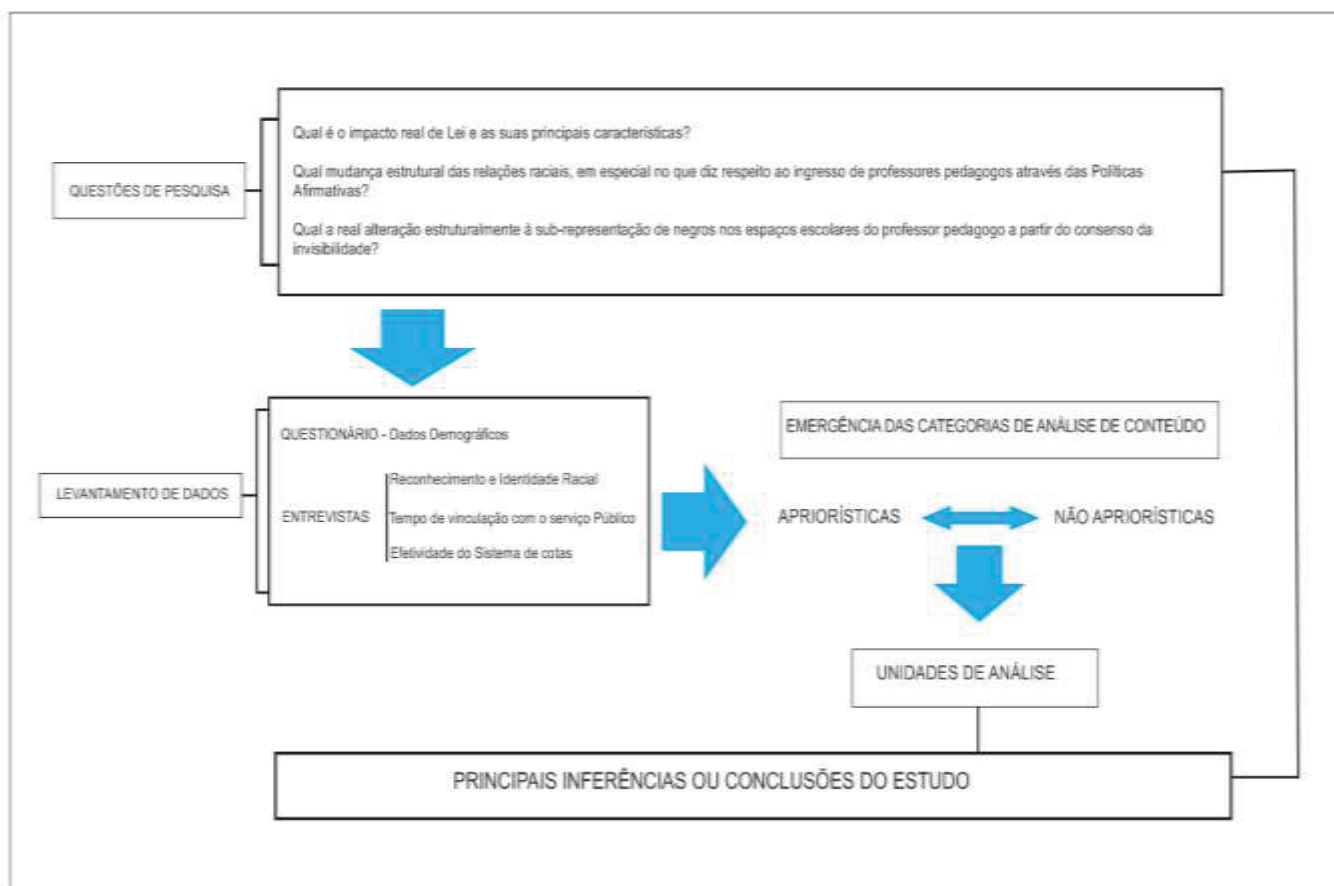 QUESTÕES DE PESQUISA
Qual é o impacto real de Lei e as suas principais características?
Qual mudança estrutural das relações raciais, em especial no que diz respeito ao ingresso de professores pedagogos através das Políticas
Afirmativas?
Qual a real alteração estruturalmente à sub-representação de negros nos espaços escolares do professor pedagogo a partir do consenso da
invisibilidade?
LEVANTAMENTO DE DADOS
QUESTIONÁRIO - Dados Demográficos
ENTREVISTAS
Reconhecimento e Identidade Racial
Tempo de vinculação com o serviço Público
Efetividade do Sistema de cotas
EMERGÊNCIA DAS CATEGORIAS DE ANÁLISE DE CONTEÚDO
APRIORÍSTICAS
NÃO APRIORÍSTICAS
UNIDADES DE ANÁLISE
PRINCIPAIS INFERÊNCIAS OU CONCLUSÕES DO ESTUDO